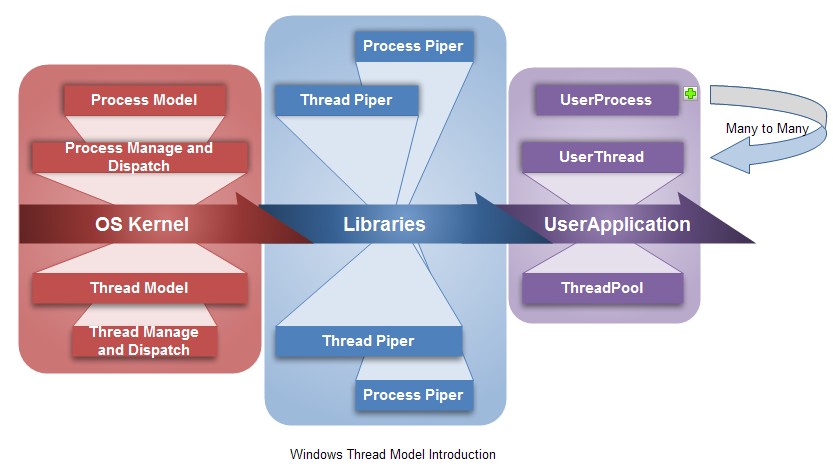 Process Model
Process Manage and
Dispatch
OS Kernel
Thread Model
Thread Manage
and Dispatch
Process Piper
Thread Piper
Libraries
Thread Piper
Process Piper
UserProcess
UserThread
UserApplication
ThreadPool
Many to Many
Windows Thread Model Introduction